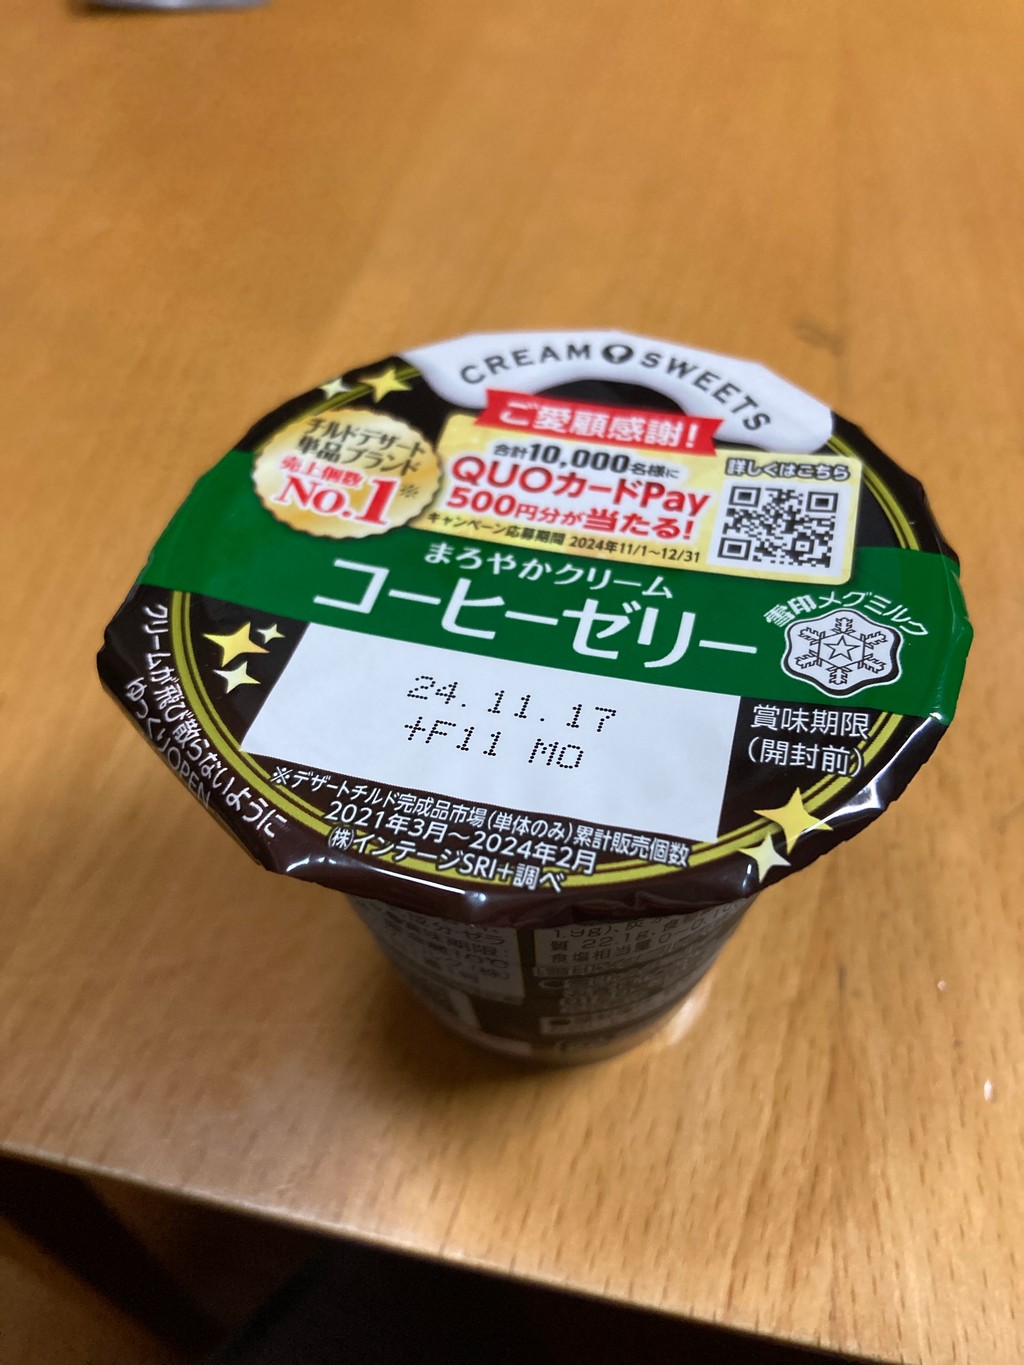 CREAM SWEETS
チルドデザート
単品ブランド
売上個数※
No.1
ご愛顧感謝!
合計10,000名様に
QUOカードPay
500円分が当たる!
キャンペーン応募期間 2024年11/1~12/31
詳しくはこちら
まろやかクリーム
コーヒーゼリー
雪印メグミルク
24.11.17
+F11 MO
賞味期限
(開封前)
クリームが飛び散らないように
ゆっくりOPEN
※デザートチルド完成品市場(単体のみ)累計販売個数
2021年3月~2024年2月
(株)インテージSRI+調べ